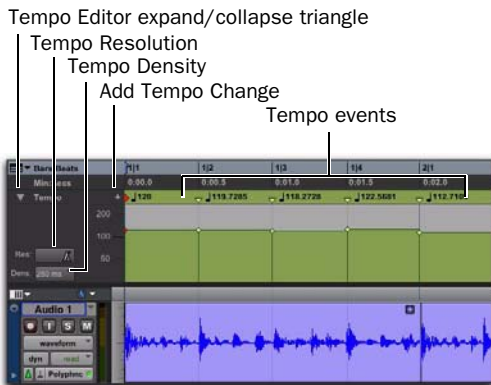 Tempo Editor expand/collapse triangle
Tempo Resolution
Tempo Density
Add Tempo Change
Tempo events
Bars|Beats 1|1 1|2 1|3 1|4 2|1
Min:Secs 0:00.0 0:00.5 0:01.0 0:01.5 0:02.0
Tempo + 120 119.7285 118.2728 122.5681 112.710
200
100
Res:
50
Dens: 250 ms
Audio 1
I S M
waveform
dyn read
Polyphnc